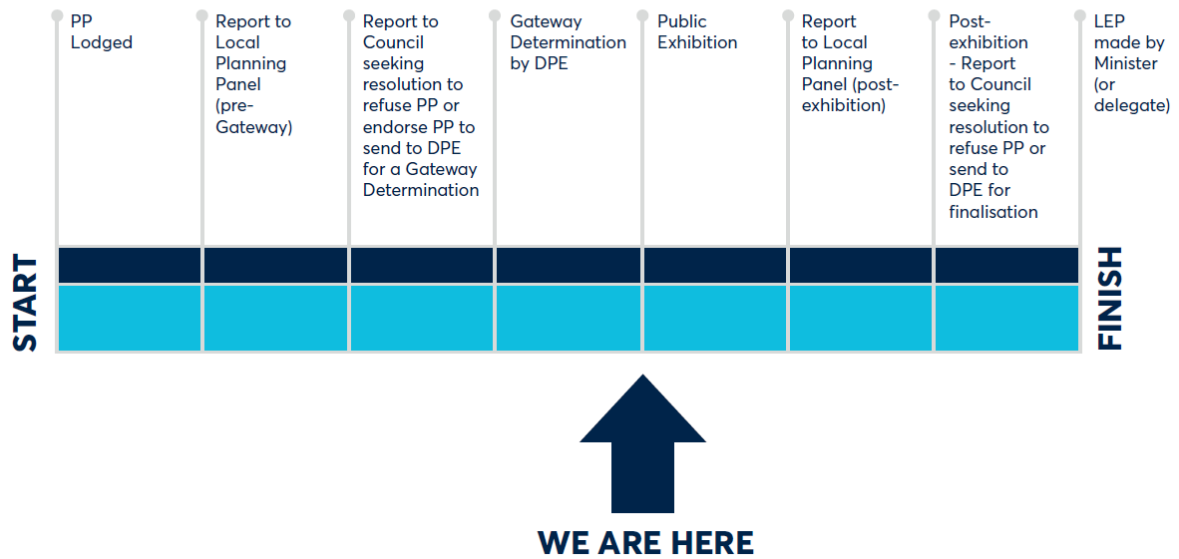 PP
Lodged
Report to
Local
Planning
Panel
(pre-
Gateway)
Report to
Council
seeking
resolution to
refuse PP or
endorse PP to
send to DPE
for a Gateway
Determination
Gateway
Determination
by DPE
Public
Exhibition
Report
to Local
Planning
Panel (post-
exhibition)
Post-
exhibition
- Report
to Council
seeking
resolution to
refuse PP or
send to
DPE for
finalisation
LEP
made by
Minister
(or
delegate)
START
FINISH
WE ARE HERE